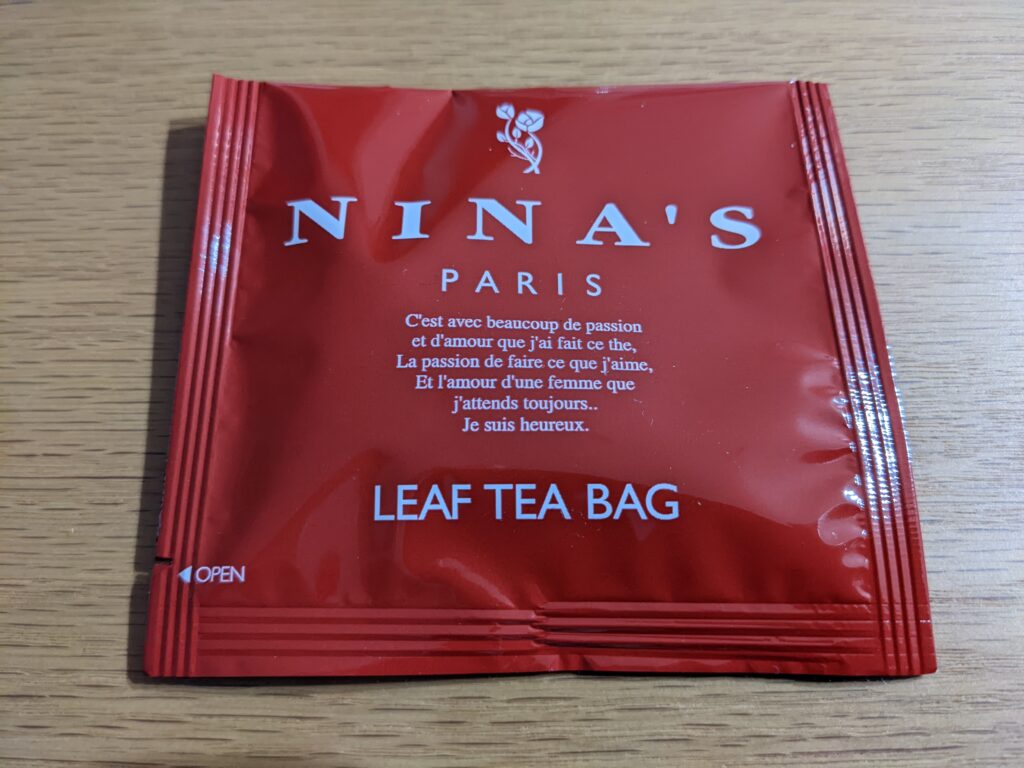 NINA'S
PARIS
C'est avec beaucoup de passion
et d'amour que j'ai fait ce the,
La passion de faire ce que j'aime,
Et l'amour d'une femme que
j'attends toujours..
Je suis heureux.
LEAF TEA BAG
OPEN